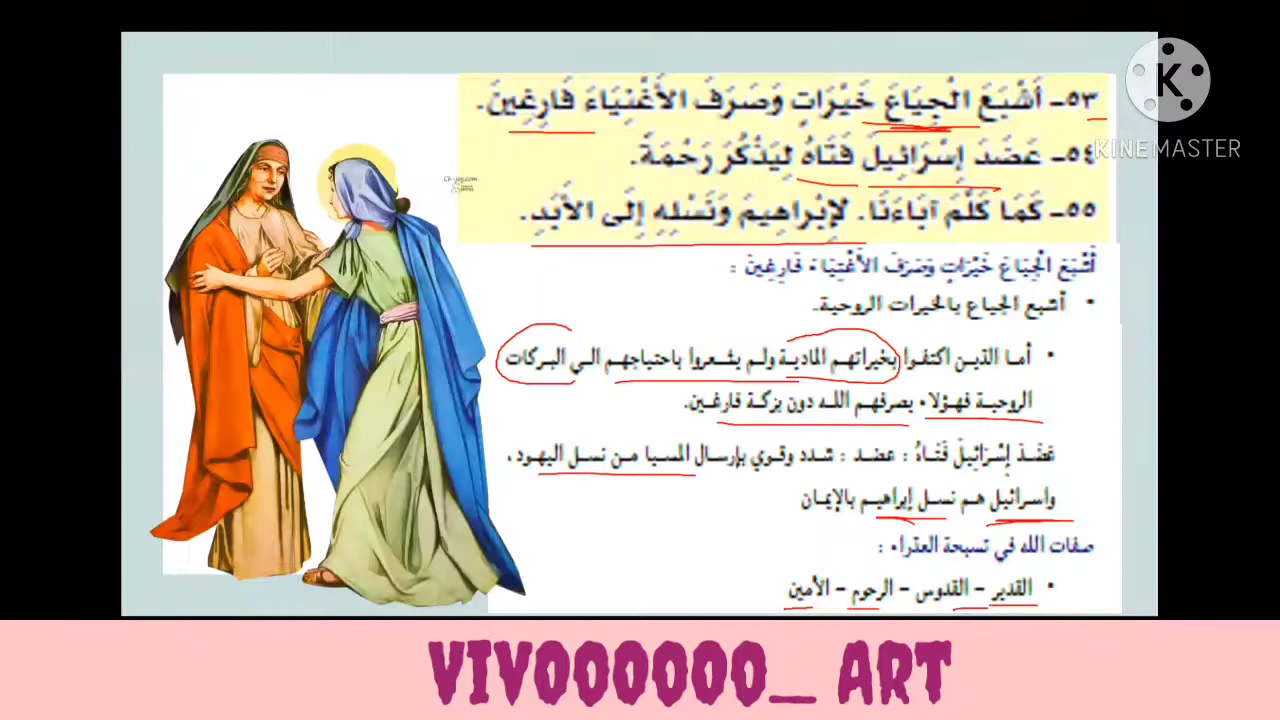 ٥٣- أَشْبَعَ الْجِيَاعَ خَيْرَاتٍ وَصَرَفَ الأَغْنِيَاءَ فَارِغِينَ.
٥٤- عَضَدَ إِسْرَائِيلَ فَتَاهُ لِيَذْكُرَ رَحْمَةً.
٥٥- كَمَا كَلَّمَ آبَاءَنَا. لإِبْراهِيمَ وَنَسْلِهِ إِلَى الأَبَدِ.
أَشْبَعَ الْجِيَاعَ خَيْرَاتٍ وَصَرَفَ الأَغْنِيَاءَ فَارِغِينَ :
• أشبع الجياع بالخيرات الروحية.
• أما الذين اكتفوا بخيراتهم المادية ولم يشعروا باحتياجهم الي البركات
الروحية فهؤلاء يصرفهم الله دون بركة فارغين.
عَضَدَ إِسْرَائِيلَ فَتَاهُ : عضد : شدد وقوي بإرسال المسيا من نسل اليهود ،
واسرائيل هم نسل إبراهيم بالإيمان
صفات الله في تسبحة العذراء :
• القدير - القدوس - الرحوم - الأمين
K
KINEMASTER
VIVOOOOOO_ ART